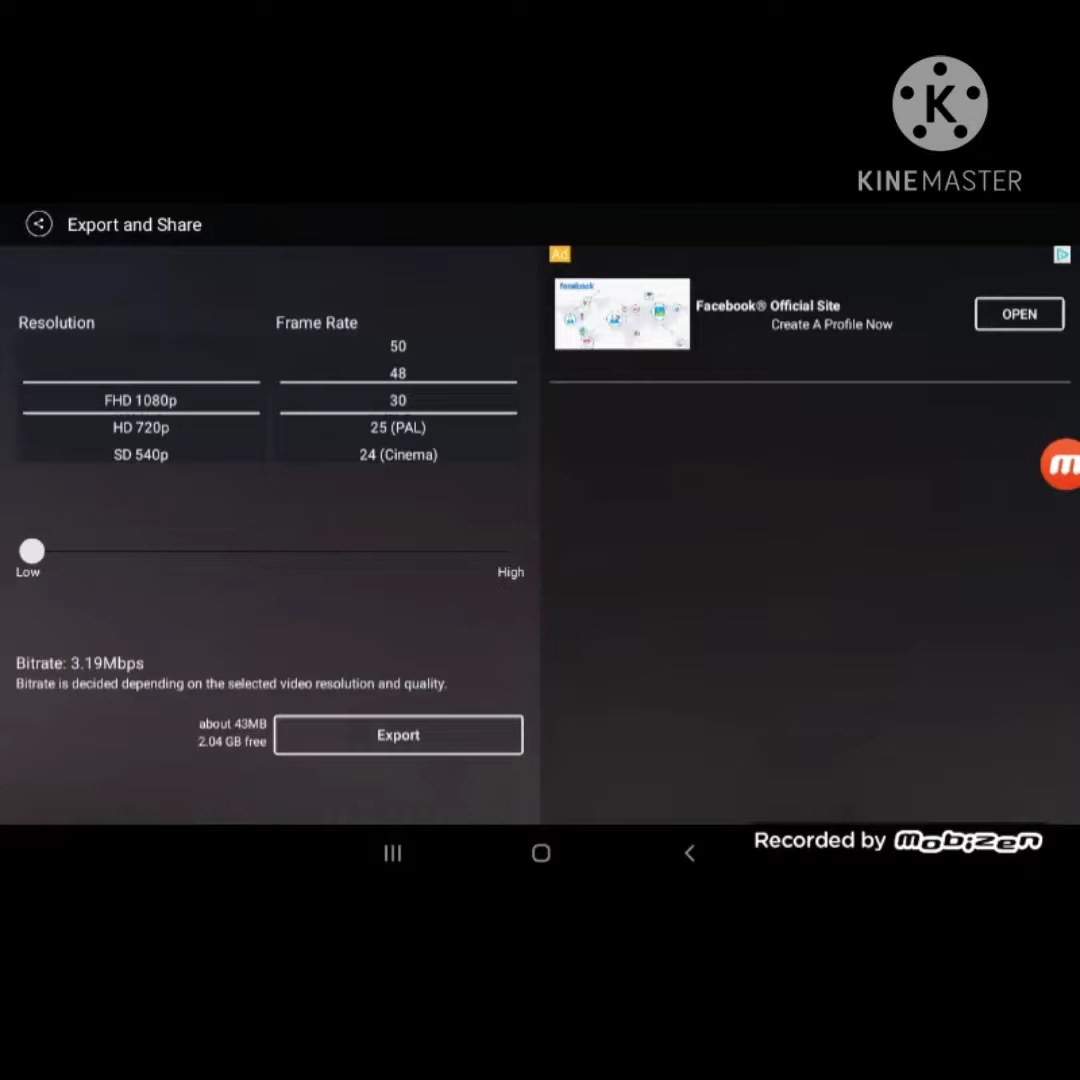 K
KINEMASTER
Export and Share
Ad
Resolution
Frame Rate
50
48
FHD 1080p
30
HD 720p
25 (PAL)
SD 540p
24 (Cinema)
facebook
Facebook® Official Site
Create A Profile Now
OPEN
m
Low
High
Bitrate: 3.19Mbps
Bitrate is decided depending on the selected video resolution and quality.
about 43MB
2.04 GB free
Export
Recorded by mobizen